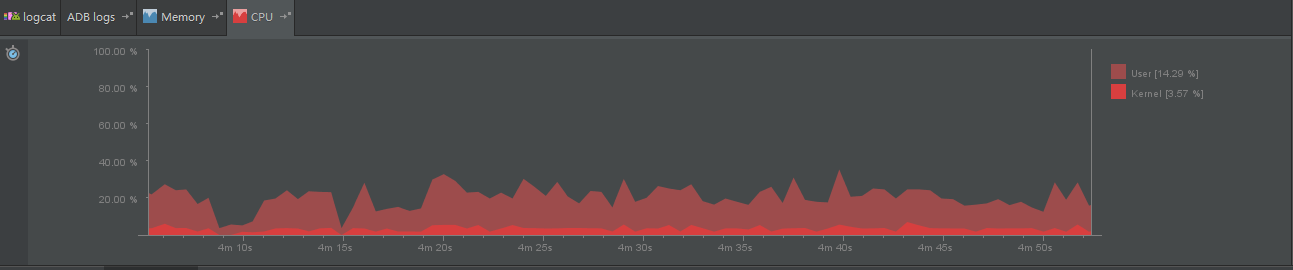 logcat ADB logs Memory CPU
100.00 %
80.00 %
60.00 %
40.00 %
20.00 %
User [14.29 %]
Kernel [3.57 %]
4m 10s 4m 15s 4m 20s 4m 25s 4m 30s 4m 35s 4m 40s 4m 45s 4m 50s